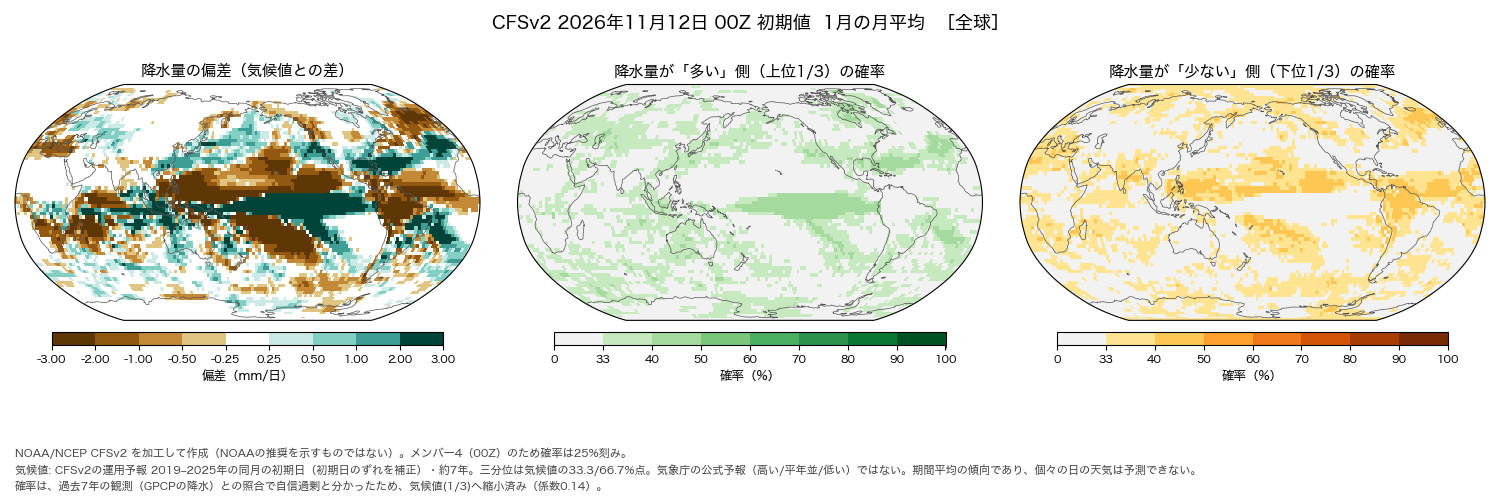 CFSv2 2026年11月12日 00Z 初期値 1月の月平均 ［全球］
降水量の偏差（気候値との差）
降水量が「多い」側（上位1/3）の確率
降水量が「少ない」側（下位1/3）の確率
-3.00 -2.00 -1.00 -0.50 -0.25 0.25 0.50 1.00 2.00 3.00
偏差（mm/日）
0 33 40 50 60 70 80 90 100
確率（%）
0 33 40 50 60 70 80 90 100
確率（%）
NOAA/NCEP CFSv2 を加工して作成（NOAAの推奨を示すものではない）。メンバー4（00Z）のため確率は25%刻み。
気候値: CFSv2の運用予報 2019–2025年の同月の初期日（初期日のずれを補正）・約7年。三分位は気候値の33.3/66.7%点。気象庁の公式予報（高い/平年並/低い）ではない。期間平均の傾向であり、個々の日の天気は予測できない。
確率は、過去7年の観測（GPCPの降水）との照合で自信過剰と分かったため、気候値(1/3)へ縮小済み（係数0.14）。